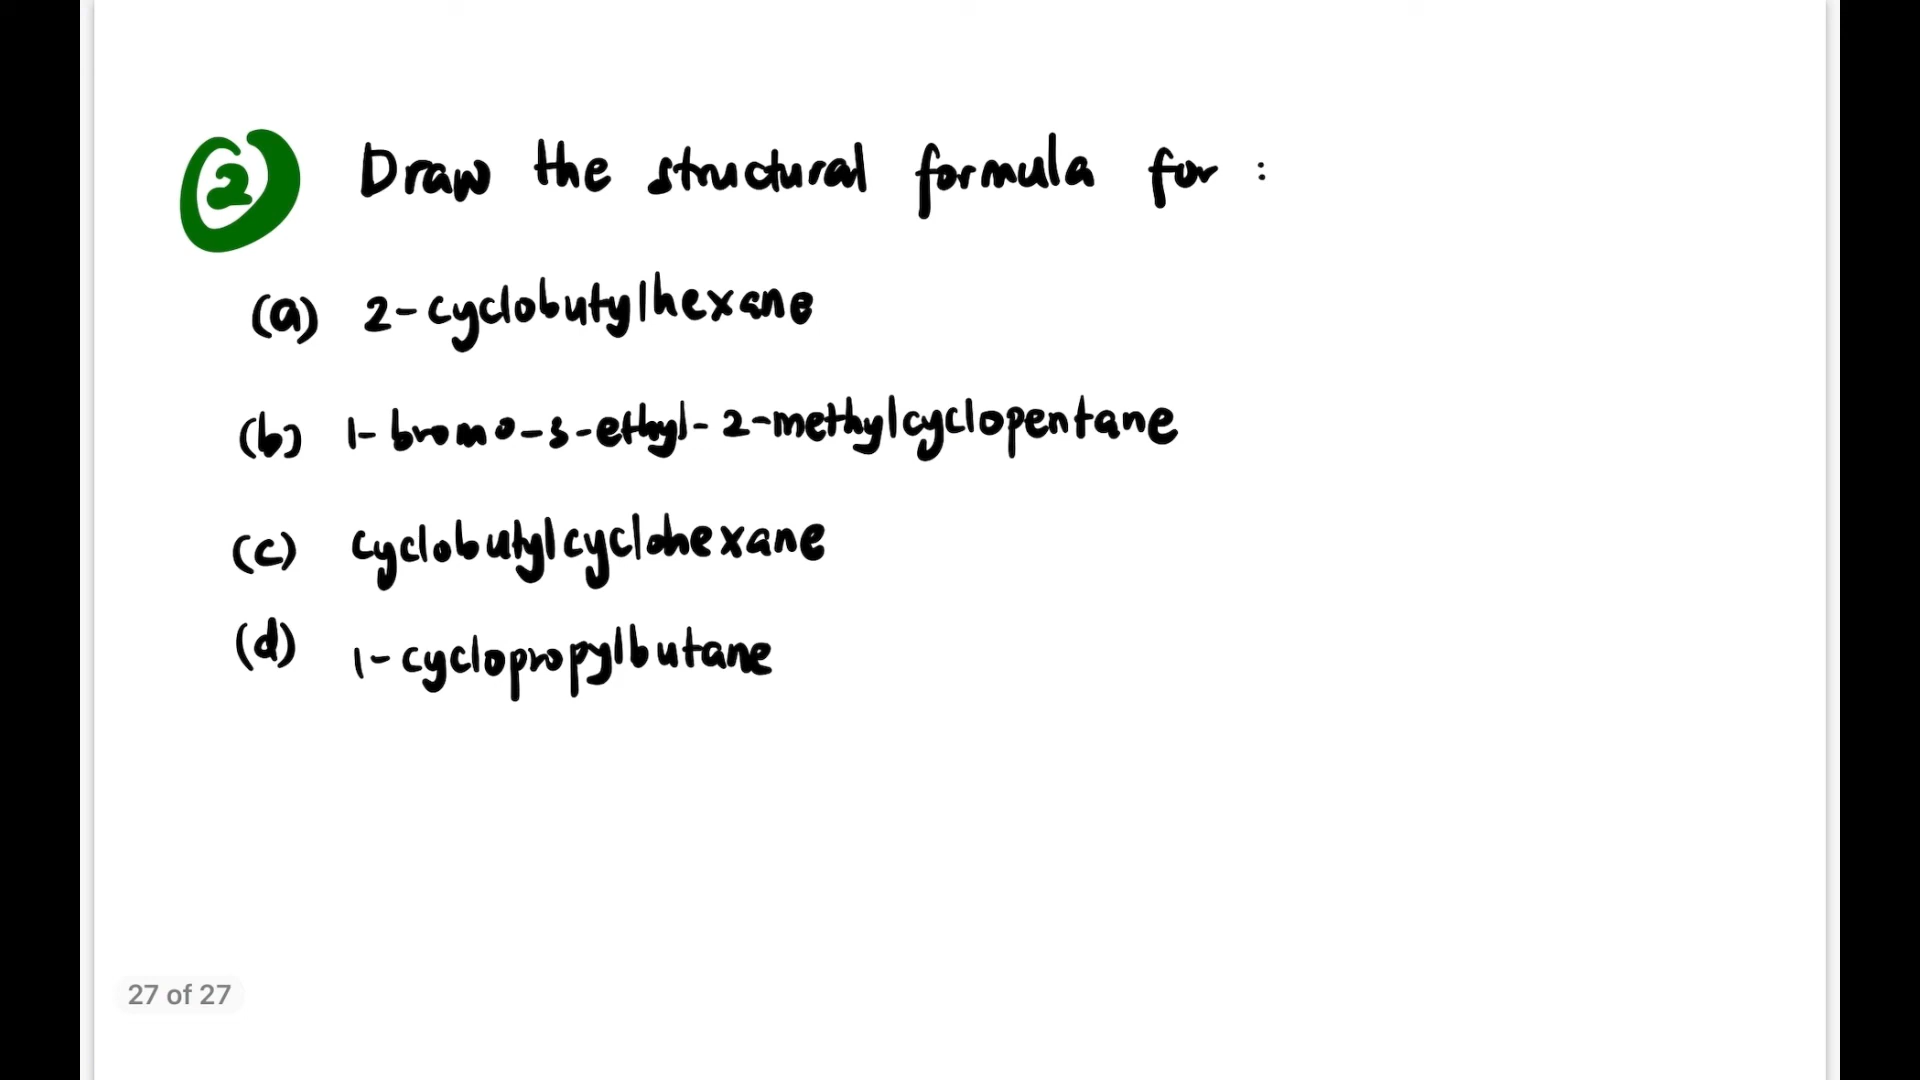 2 Draw the structural formula for :
(a) 2-cyclobutylhexane
(b) 1-bromo-3-ethyl-2-methylcyclopentane
(c) cyclobutylcyclohexane
(d) 1-cyclopropylbutane
27 of 27